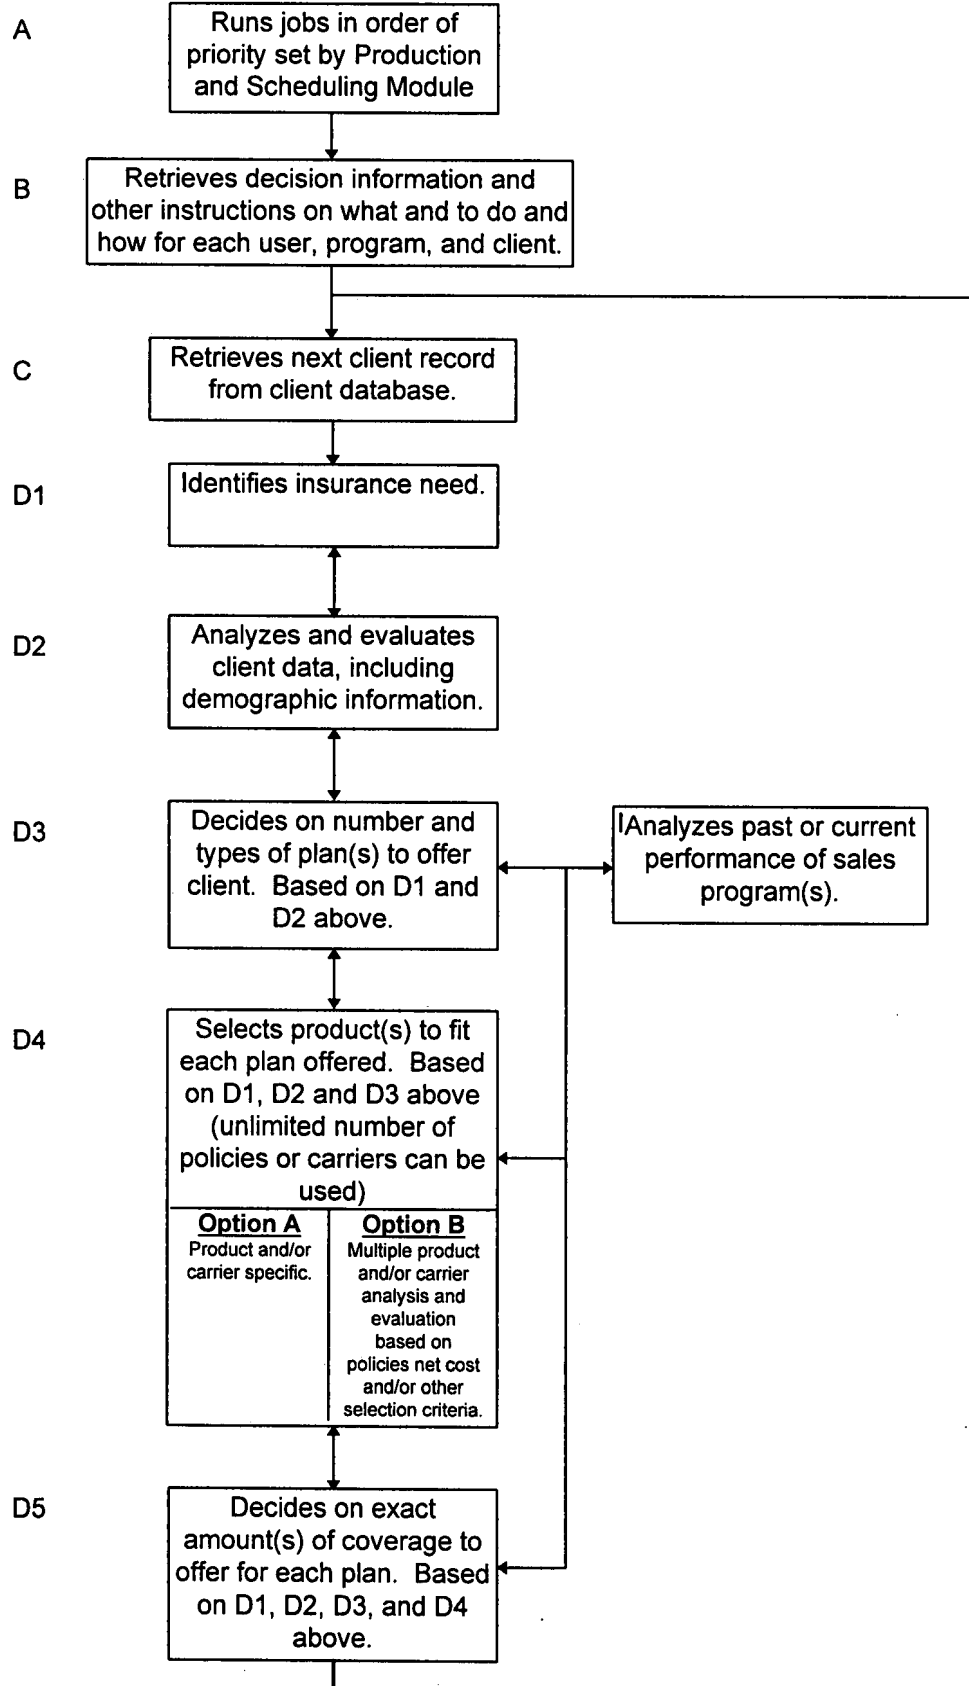 A
Runs jobs in order of
priority set by Production
and Scheduling Module
B
Retrieves decision information and
other instructions on what and to do and
how for each user, program, and client.
C
Retrieves next client record
from client database.
D1
Identifies insurance need.
D2
Analyzes and evaluates
client data, including
demographic information.
D3
Decides on number and
types of plan(s) to offer
client. Based on D1 and
D2 above.
Analyzes past or current
performance of sales
program(s).
D4
Selects product(s) to fit
each plan offered. Based
on D1, D2 and D3 above
(unlimited number of
policies or carriers can be
used)
Option A
Product and/or
carrier specific.
Option B
Multiple product
and/or carrier
analysis and
evaluation
based on
policies net cost
and/or other
selection criteria.
D5
Decides on exact
amount(s) of coverage to
offer for each plan. Based
on D1, D2, D3, and D4
above.